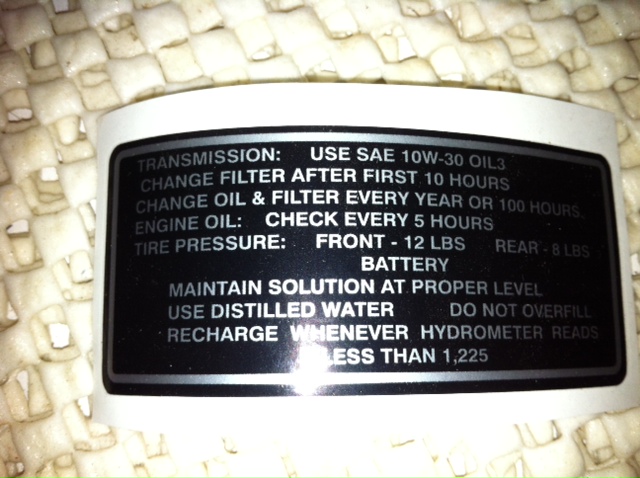 TRANSMISSION: USE SAE 10W-30 OIL3
CHANGE FILTER AFTER FIRST 10 HOURS
CHANGE OIL & FILTER EVERY YEAR OR 100 HOURS.
ENGINE OIL: CHECK EVERY 5 HOURS
TIRE PRESSURE: FRONT - 12 LBS REAR - 8 LBS
BATTERY
MAINTAIN SOLUTION AT PROPER LEVEL
USE DISTILLED WATER DO NOT OVERFILL
RECHARGE WHENEVER HYDROMETER READS
LESS THAN 1,225